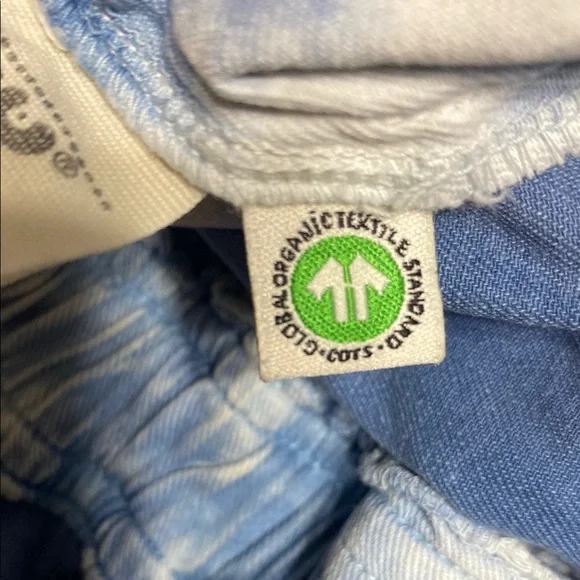 GLOBAL ORGANIC TEXTILE STANDARD
· GOTS ·
®